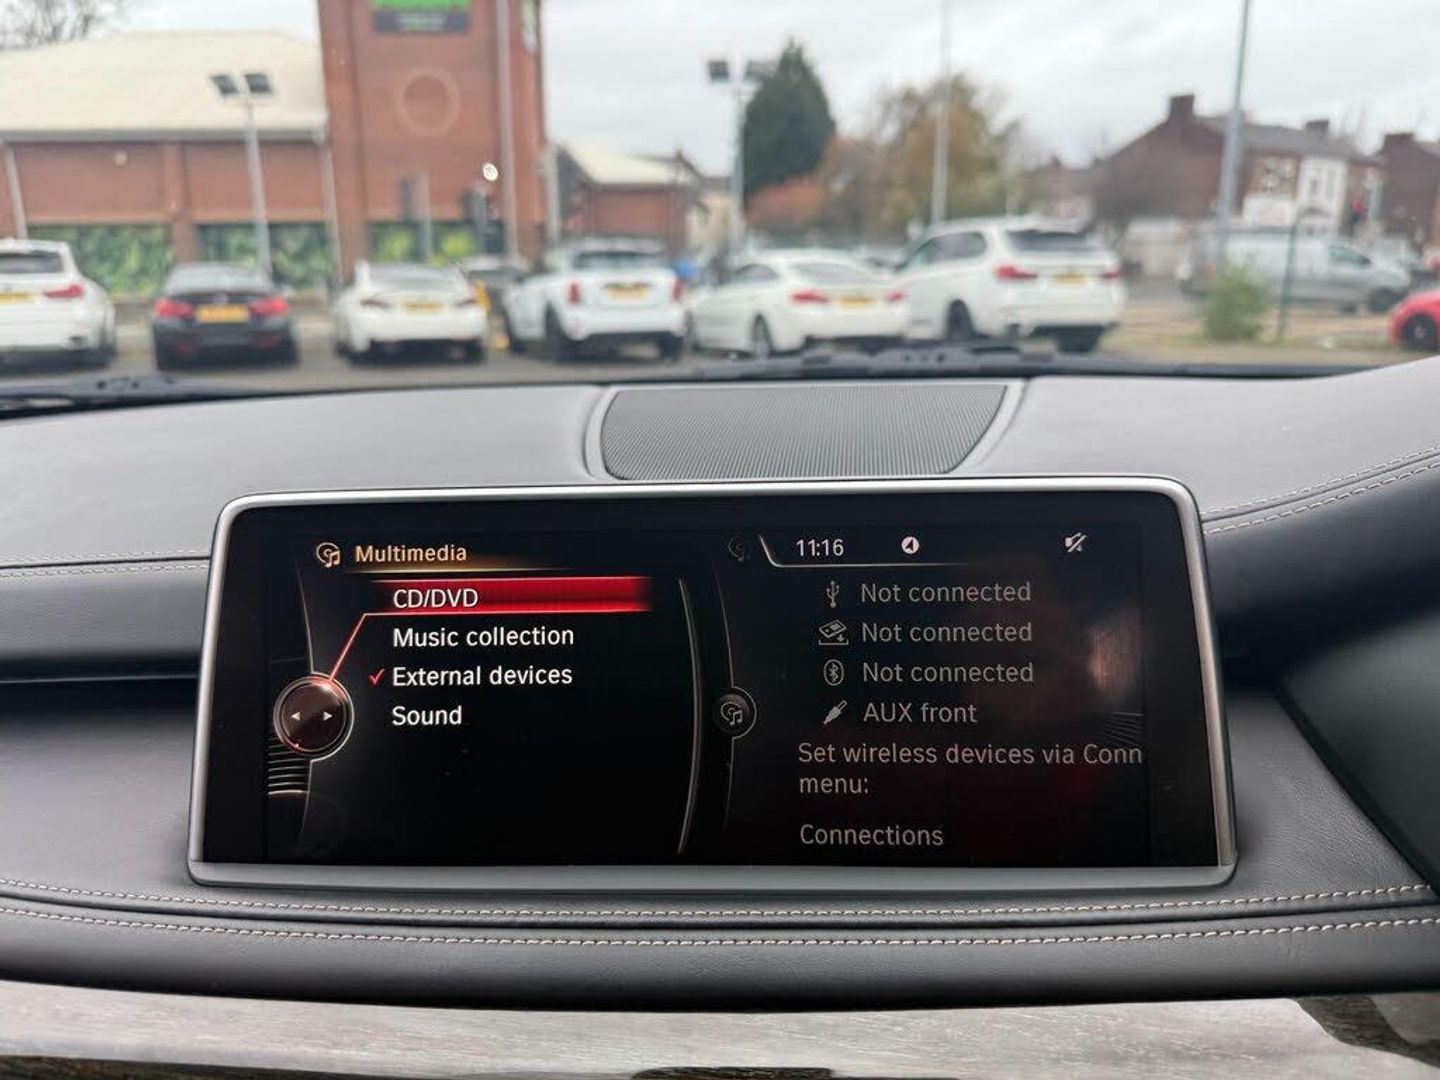 Multimedia
CD/DVD
Music collection
External devices
Sound
11:16
Not connected
Not connected
Not connected
AUX front
Set wireless devices via Conn
menu:
Connections